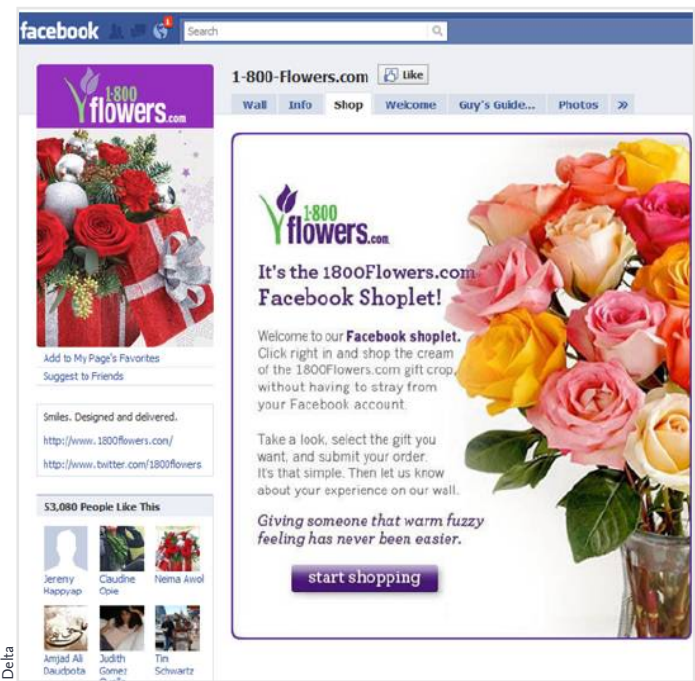 facebook
1
Search
1-800-Flowers.com Like
Wall Info Shop Welcome Guy's Guide... Photos »
1·800
flowers.com
Add to My Page's Favorites
Suggest to Friends
Smiles. Designed and delivered.
http://www.1800flowers.com/
http://www.twitter.com/1800flowers
53,080 People Like This
Jeremy
Happyap
Claudine
Opie
Nema Awol
Amjad Ali
Daudpota
Judith
Gomez
Tim
Schwartz
1·800
flowers.com
It's the 1800Flowers.com
Facebook Shoplet!
Welcome to our Facebook shoplet.
Click right in and shop the cream
of the 1800Flowers.com gift crop,
without having to stray from
your Facebook account.
Take a look, select the gift you
want, and submit your order.
It's that simple. Then let us know
about your experience on our wall.
Giving someone that warm fuzzy
feeling has never been easier.
start shopping
Delta